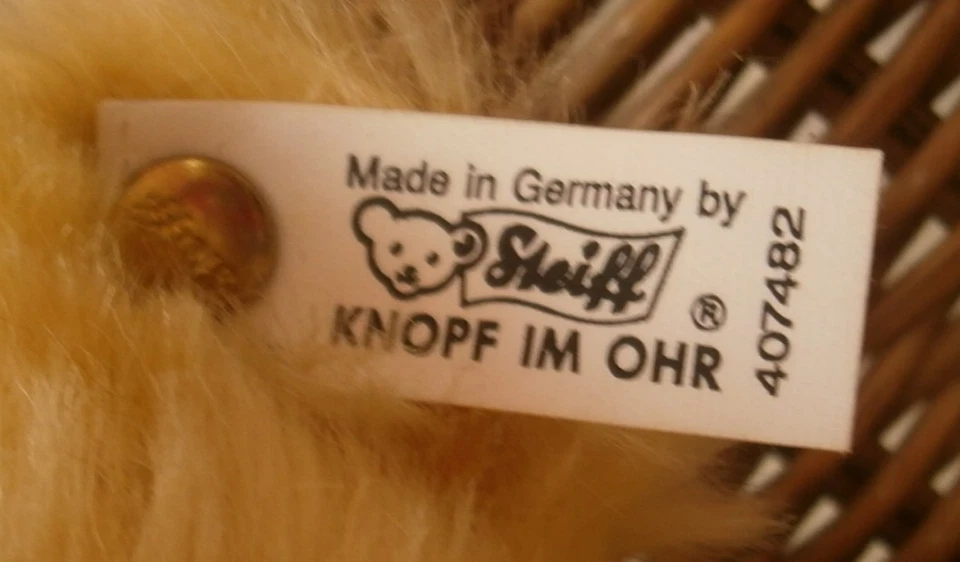 Made in Germany by
Steiff
®
KNOPF IM OHR
407482